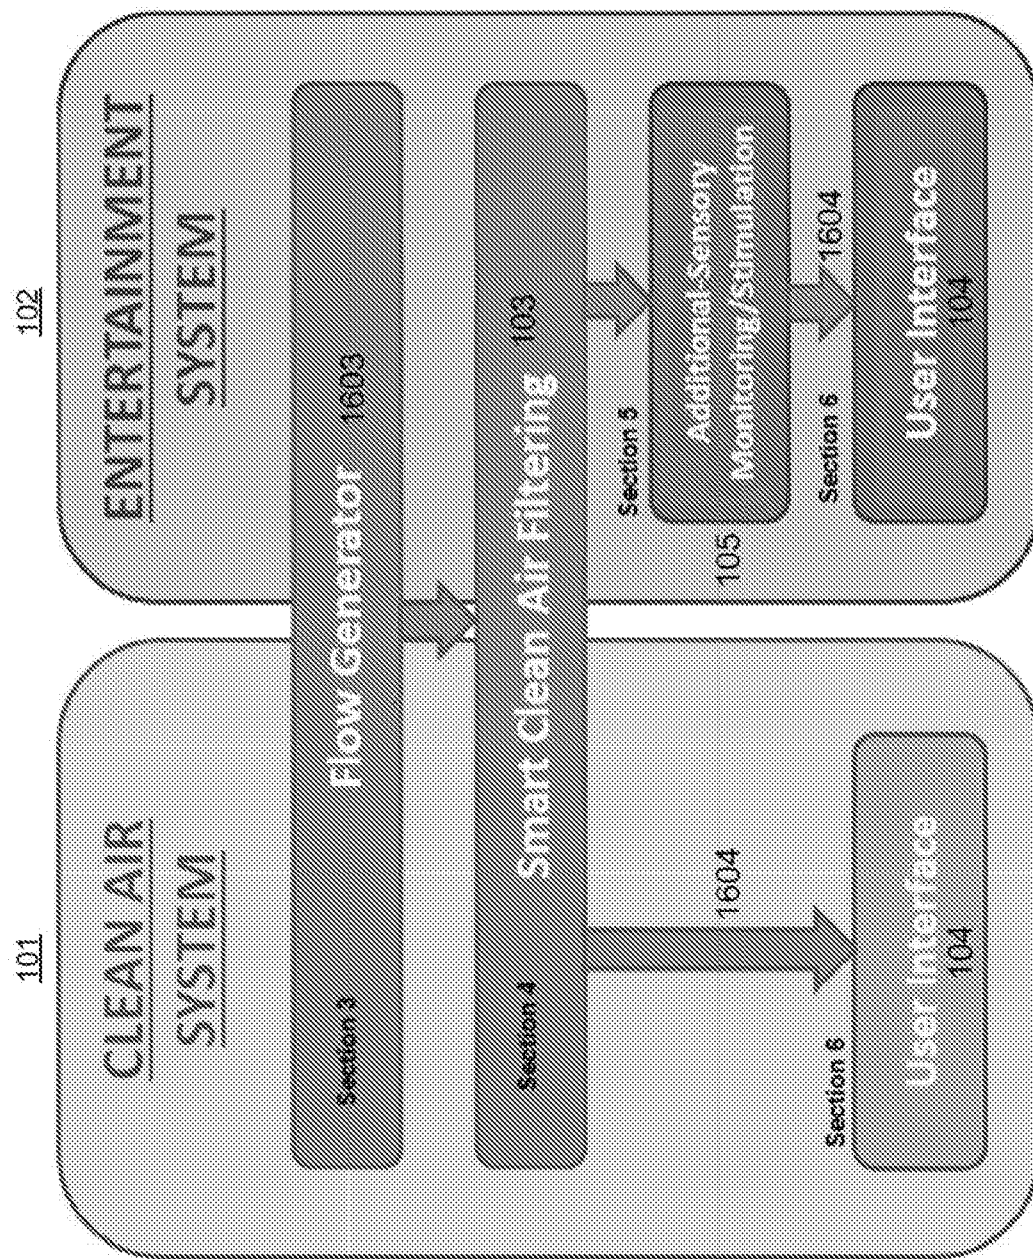 101
CLEAN AIR
SYSTEM
102
ENTERTAINMENT
SYSTEM
Section 3
Flow Generator
1603
Section 4
Smart Clean Air Filtering
103
Section 5
105
Additional-Sensory
Monitoring/Stimulation
1604
Section 6
User Interface
104
Section 6
1604
User Interface
104